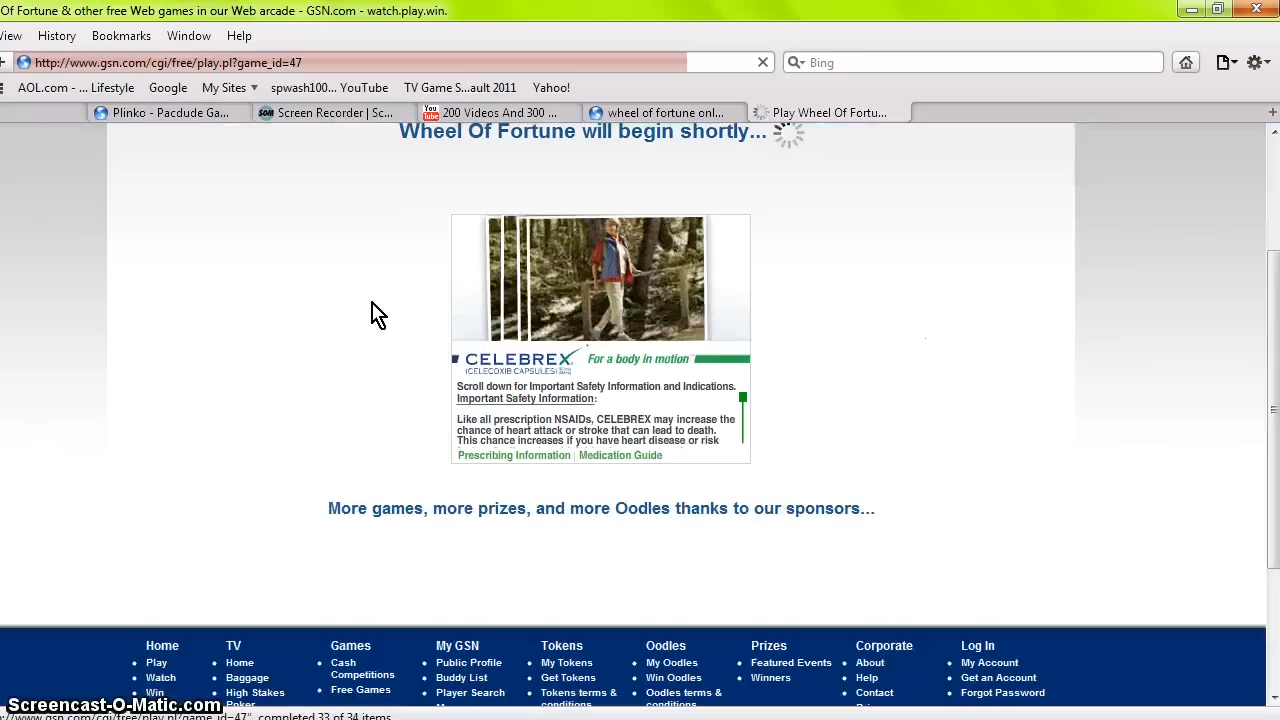 Of Fortune & other free Web games in our Web arcade - GSN.com - watch.play.win.
View History Bookmarks Window Help
http://www.gsn.com/cgi/free/play.pl?game_id=47 Bing
AOL.com - ... Lifestyle Google My Sites spwash100... YouTube TV Game S...ault 2011 Amazon Yahoo!
Plinko - Pacdude Ga... Screen Recorder | Sc... You Tube 200 Videos And 300 ... wheel of fortune onl... Play Wheel Of Fortu...
Wheel Of Fortune will begin shortly...
CELEBREX For a body in motion
(CELECOXIB CAPSULES)
Scroll down for Important Safety Information and Indications.
Important Safety Information:
Like all prescription NSAIDs, CELEBREX may increase the
chance of heart attack or stroke that can lead to death.
This chance increases if you have heart disease or risk
Prescribing Information | Medication Guide
More games, more prizes, and more Oodles thanks to our sponsors...
Home TV Games My GSN Tokens Oodles Prizes Corporate Log In
Play Home Cash Competitions Public Profile My Tokens My Oodles Featured Events About My Account
Watch Baggage Buddy List Get Tokens Win Oodles Winners Help Get an Account
Win High Stakes Poker Free Games Player Search Tokens terms & conditions Oodles terms & conditions Contact Forgot Password
Screencast-O-Matic.com
www.gsn.com/cgi/free/play.pl?game_id=47", completed 33 of 34 items